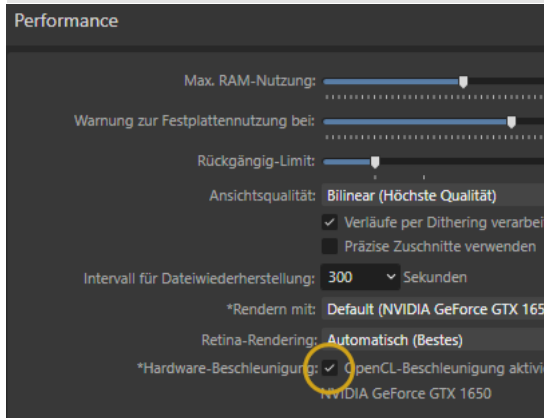 Performance
Max. RAM-Nutzung:
Warnung zur Festplattennutzung bei:
Rückgängig-Limit:
Ansichtsqualität: Bilinear (Höchste Qualität)
Verläufe per Dithering verarbei
Präzise Zuschnitte verwenden
Intervall für Dateiwiederherstellung: 300 Sekunden
*Rendern mit: Default (NVIDIA GeForce GTX 165
Retina-Rendering: Automatisch (Bestes)
*Hardware-Beschleunigung: OpenCL-Beschleunigung aktivi
NVIDIA GeForce GTX 1650